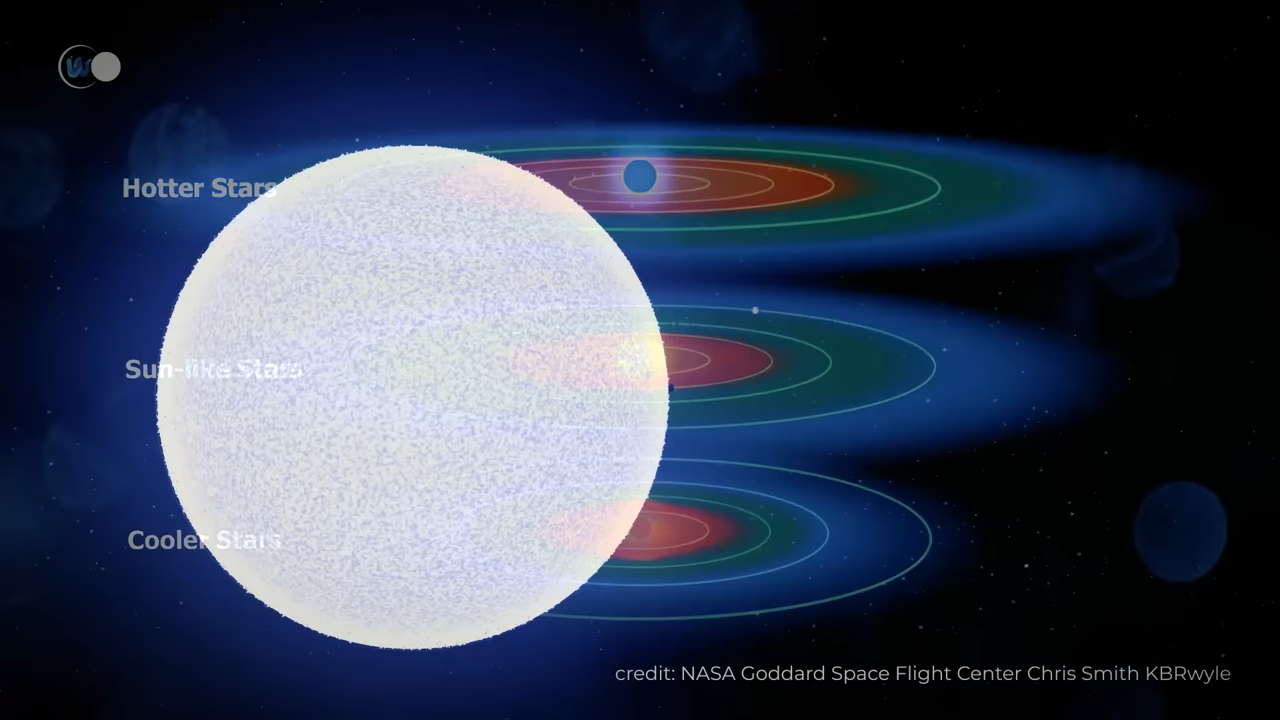 Hotter Stars
Sun-like Stars
Cooler Stars
credit: NASA Goddard Space Flight Center Chris Smith KBRwyle